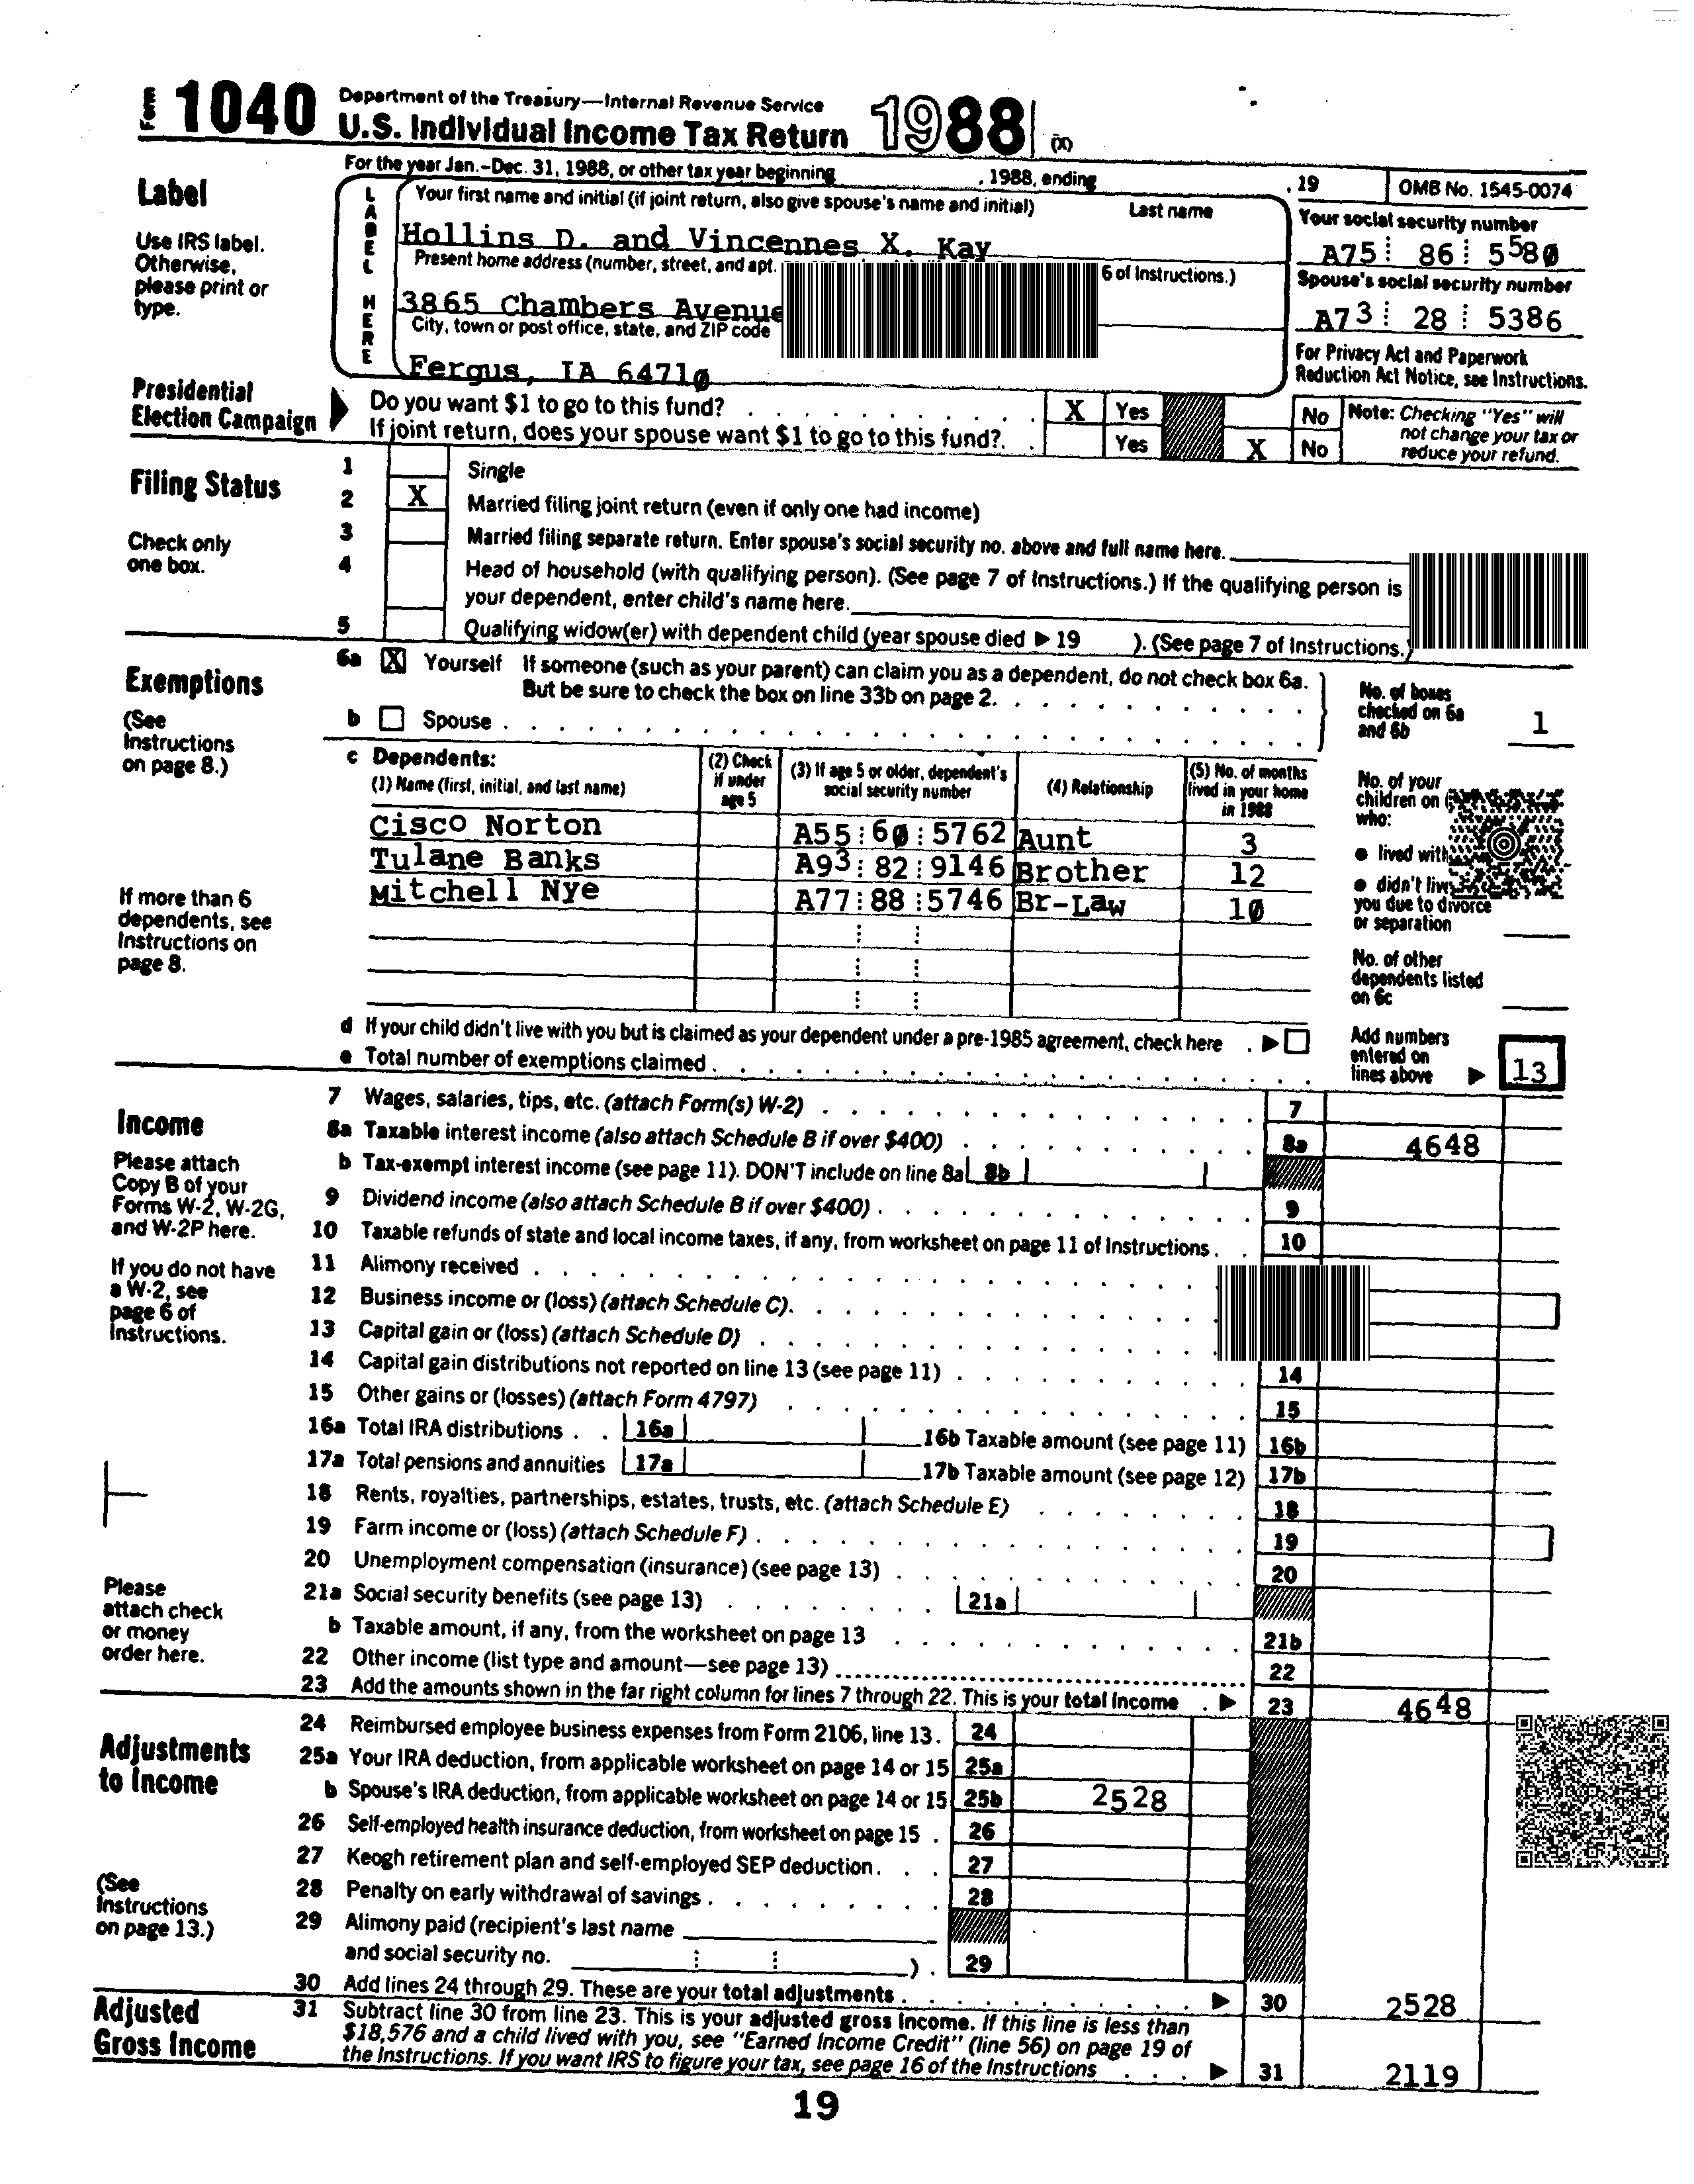 Form 1040 Department of the Treasury—Internal Revenue Service
U.S. Individual Income Tax Return 1988 (X)
For the year Jan.-Dec. 31, 1988, or other tax year beginning , 1988, ending , 19 OMB No. 1545-0074
Label
Use IRS label.
Otherwise,
please print or
type.
LABEL HERE
Your first name and initial (if joint return, also give spouse's name and initial) Last name
Hollins D. and Vincennes X. Kay
Present home address (number, street, and apt. 6 of Instructions.)
3865 Chambers Avenue
City, town or post office, state, and ZIP code
Fergus, IA 64710
Your social security number
A75 86 5580
Spouse's social security number
A73 28 5386
For Privacy Act and Paperwork
Reduction Act Notice, see Instructions.
Presidential
Election Campaign
Do you want $1 to go to this fund? X Yes No
If joint return, does your spouse want $1 to go to this fund? Yes X No
Note: Checking "Yes" will
not change your tax or
reduce your refund.
Filing Status
Check only
one box.
1 Single
2 X Married filing joint return (even if only one had income)
3 Married filing separate return. Enter spouse's social security no. above and full name here.
4 Head of household (with qualifying person). (See page 7 of Instructions.) If the qualifying person is
your dependent, enter child's name here.
5 Qualifying widow(er) with dependent child (year spouse died ▶ 19 ). (See page 7 of Instructions.)
Exemptions
(See
Instructions
on page 8.)
6a X Yourself If someone (such as your parent) can claim you as a dependent, do not check box 6a.
But be sure to check the box on line 33b on page 2.
b Spouse
No. of boxes
checked on 6a
and 6b 1
c Dependents:
(1) Name (first, initial, and last name)
(2) Check
if under
age 5
(3) If age 5 or older, dependent's
social security number
(4) Relationship
(5) No. of months
lived in your home
in 1988
Cisco Norton A55 60 5762 Aunt 3
Tulane Banks A93 82 9146 Brother 12
Mitchell Nye A77 88 5746 Br-Law 10
If more than 6
dependents, see
Instructions on
page 8.
No. of your
children on
who:
● lived with
● didn't live
you due to divorce
or separation
No. of other
dependents listed
on 6c
d If your child didn't live with you but is claimed as your dependent under a pre-1985 agreement, check here
e Total number of exemptions claimed
Add numbers
entered on
lines above 13
Income
Please attach
Copy B of your
Forms W-2, W-2G,
and W-2P here.
If you do not have
a W-2, see
page 6 of
Instructions.
Please
attach check
or money
order here.
7 Wages, salaries, tips, etc. (attach Form(s) W-2) 7
8a Taxable interest income (also attach Schedule B if over $400) 8a 4648
b Tax-exempt interest income (see page 11). DON'T include on line 8a 8b
9 Dividend income (also attach Schedule B if over $400) 9
10 Taxable refunds of state and local income taxes, if any, from worksheet on page 11 of Instructions 10
11 Alimony received
12 Business income or (loss) (attach Schedule C)
13 Capital gain or (loss) (attach Schedule D)
14 Capital gain distributions not reported on line 13 (see page 11) 14
15 Other gains or (losses) (attach Form 4797) 15
16a Total IRA distributions 16a 16b Taxable amount (see page 11) 16b
17a Total pensions and annuities 17a 17b Taxable amount (see page 12) 17b
18 Rents, royalties, partnerships, estates, trusts, etc. (attach Schedule E) 18
19 Farm income or (loss) (attach Schedule F) 19
20 Unemployment compensation (insurance) (see page 13) 20
21a Social security benefits (see page 13) 21a
b Taxable amount, if any, from the worksheet on page 13 21b
22 Other income (list type and amount—see page 13) 22
23 Add the amounts shown in the far right column for lines 7 through 22. This is your total income 23 4648
Adjustments
to Income
(See
Instructions
on page 13.)
24 Reimbursed employee business expenses from Form 2106, line 13. 24
25a Your IRA deduction, from applicable worksheet on page 14 or 15 25a
b Spouse's IRA deduction, from applicable worksheet on page 14 or 15 25b 2528
26 Self-employed health insurance deduction, from worksheet on page 15 26
27 Keogh retirement plan and self-employed SEP deduction 27
28 Penalty on early withdrawal of savings 28
29 Alimony paid (recipient's last name
and social security no. ) 29
30 Add lines 24 through 29. These are your total adjustments 30 2528
Adjusted
Gross Income
31 Subtract line 30 from line 23. This is your adjusted gross income. If this line is less than
$18,576 and a child lived with you, see "Earned Income Credit" (line 56) on page 19 of
the Instructions. If you want IRS to figure your tax, see page 16 of the Instructions 31 2119
19